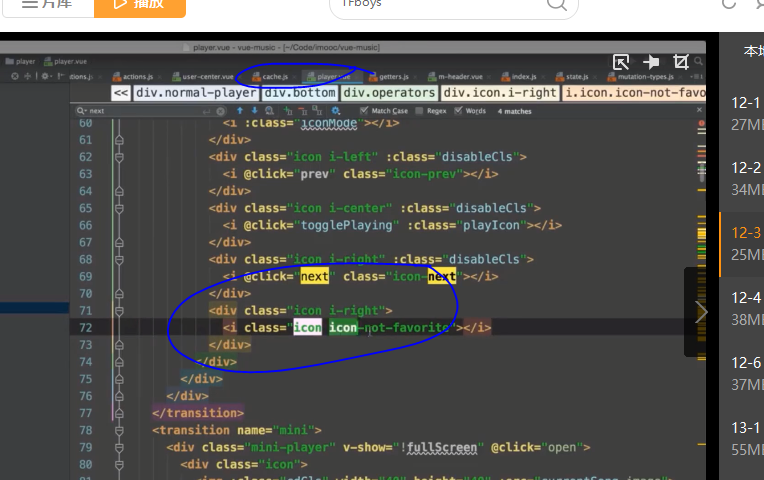 片库
播放
TFboys
player.vue - vue-music - [~/Code/imooc/vue-music]
player
player.vue
actions.js
user-center.vue
cache.js
player.vue
getters.js
m-header.vue
index.js
state.js
mutation-types.js
<< div.normal-player div.bottom div.operators div.icon.i-right i.icon.icon-not-favo
next
Match Case
Regex
Words
4 matches
60 <i :class="iconMode"></i>
61 </div>
62 <div class="icon i-left" :class="disableCls">
63 <i @click="prev" class="icon-prev"></i>
64 </div>
65 <div class="icon i-center" :class="disableCls">
66 <i @click="togglePlaying" :class="playIcon"></i>
67 </div>
68 <div class="icon i-right" :class="disableCls">
69 <i @click="next" class="icon-next"></i>
70 </div>
71 <div class="icon i-right">
72 <i class="icon icon-not-favorite"></i>
73 </div>
74 </div>
75 </div>
76 </div>
77 </transition>
78 <transition name="mini">
79 <div class="mini-player" v-show="!fullScreen" @click="open">
80 <div class="icon">
12-1
27M
12-2
34M
12-3
25M
12-4
38M
12-6
37M
13-1
55M